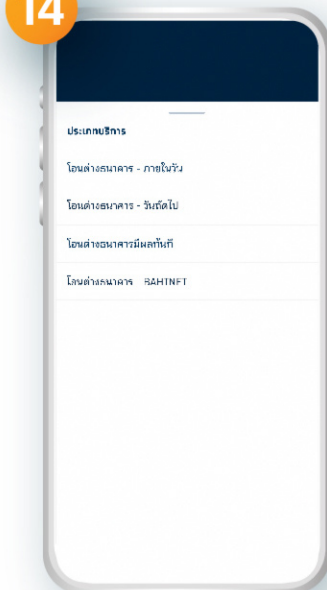 14
ประเภทบริการ
โอนต่างธนาคาร - ภายในวัน
โอนต่างธนาคาร - วันถัดไป
โอนต่างธนาคารมีผลทันที
โอนต่างธนาคาร BAHTNET